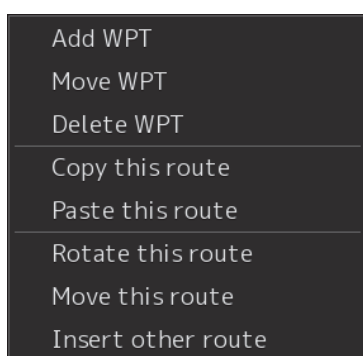 Add WPT
Move WPT
Delete WPT
Copy this route
Paste this route
Rotate this route
Move this route
Insert other route